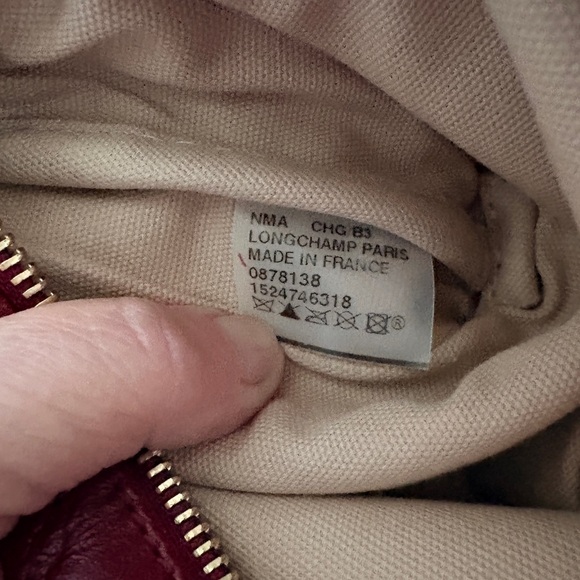 NMA CHG B3
LONGCHAMP PARIS
MADE IN FRANCE
0878138
1524746318
®